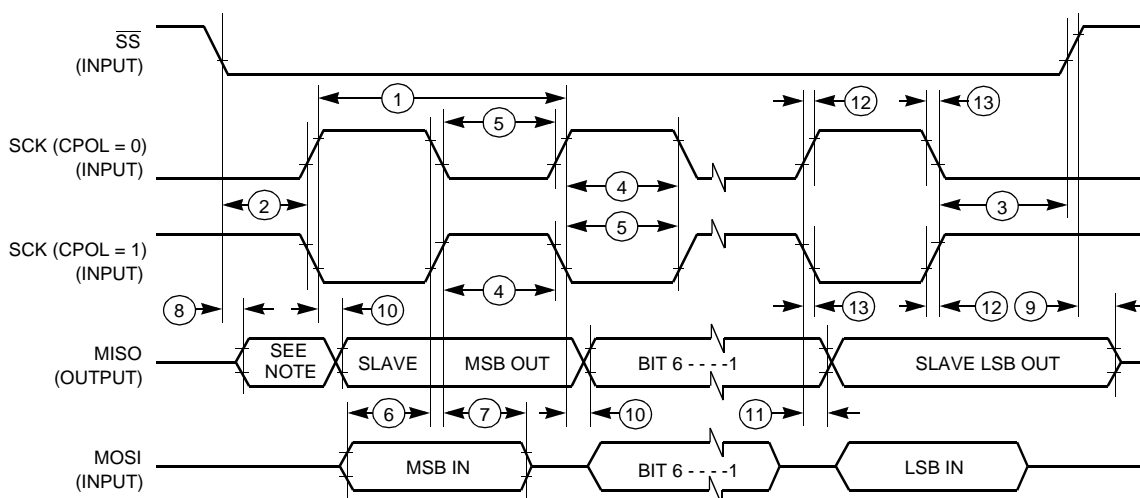 SS
(INPUT)
1
12
13
5
SCK (CPOL = 0)
(INPUT)
4
2
3
5
SCK (CPOL = 1)
(INPUT)
4
8
10
13
12
9
MISO
(OUTPUT)
SEE
NOTE
SLAVE
MSB OUT
BIT 6 - - - -1
SLAVE LSB OUT
6
7
10
11
MOSI
(INPUT)
MSB IN
BIT 6 - - - -1
LSB IN